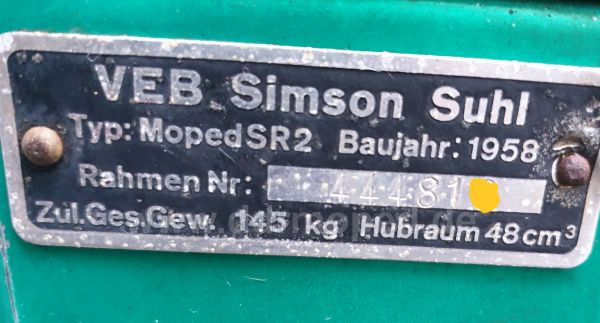 VEB Simson Suhl
Typ: Moped SR2 Baujahr: 1958
Rahmen Nr: 44481
Zul.Ges.Gew. 145 kg Hubraum 48 cm³